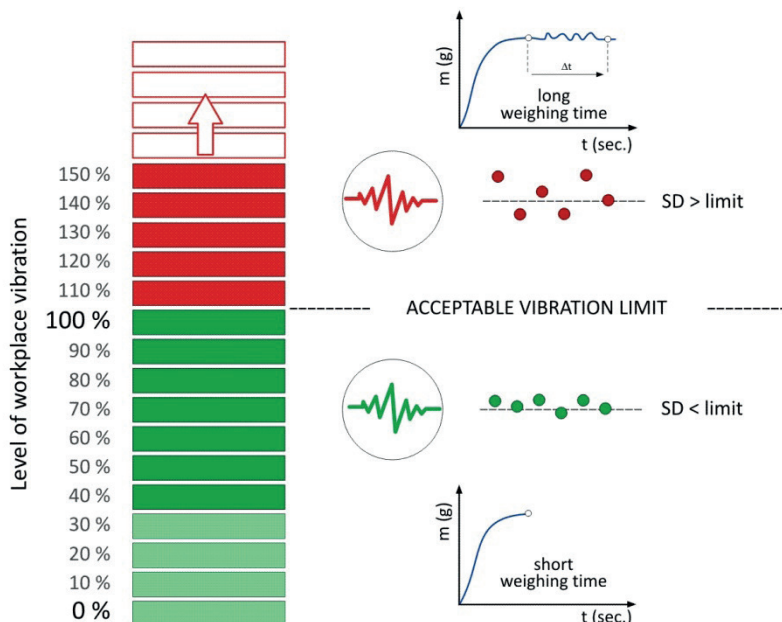 Level of workplace vibration
150 %
140 %
130 %
120 %
110 %
100 %
90 %
80 %
70 %
60 %
50 %
40 %
30 %
20 %
10 %
0 %
m (g)
Δt
long
weighing time
t (sec.)
SD > limit
ACCEPTABLE VIBRATION LIMIT
SD < limit
m (g)
short
weighing time
t (sec.)